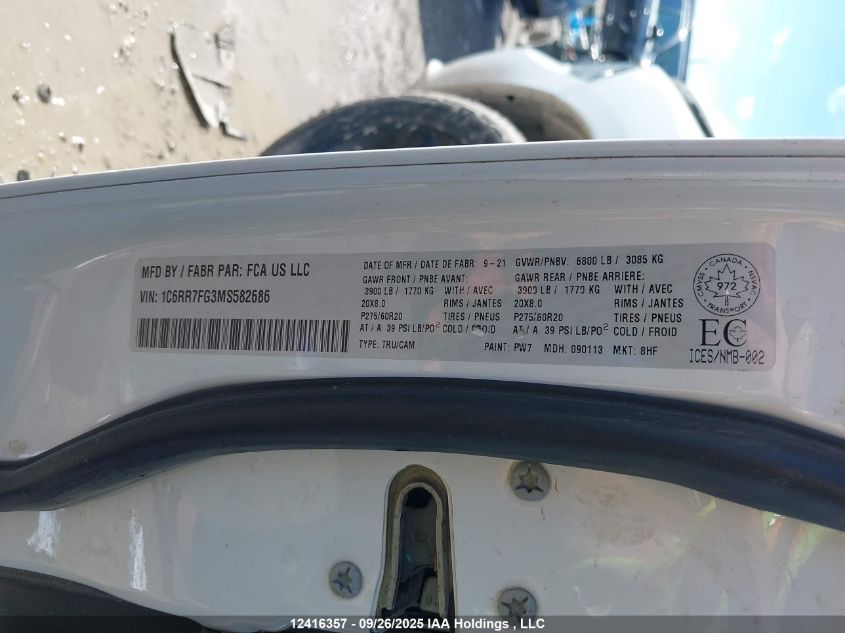 MFD BY / FABR PAR: FCA US LLC
VIN: 1C6RR7FG3MS582686
DATE OF MFR / DATE DE FABR: 9-21 GVWR/PNBV: 6800 LB / 3085 KG
GAWR FRONT / PNBE AVANT: GAWR REAR / PNBE ARRIERE:
3900 LB / 1770 KG WITH / AVEC 3900 LB / 1770 KG WITH / AVEC
20X8.0 RIMS / JANTES 20X8.0 RIMS / JANTES
P275/60R20 TIRES / PNEUS P275/60R20 TIRES / PNEUS
AT / A 39 PSI LB/PO² COLD / FROID AT / A 39 PSI LB/PO² COLD / FROID
TYPE: TRU/CAM PAINT: PW7 MDH: 090113 MKT: 8HF
CANADA
972
TRANSPORT
EC
ICES/NMB-002
12416357 - 09/26/2025 IAA Holdings , LLC